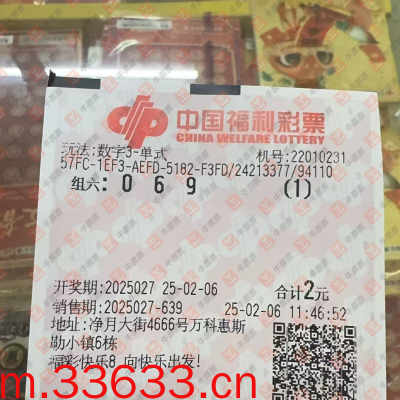 中国福利彩票
CHINA WELFARE LOTTERY
玩法:数字3-单式 机号:22010231
57FC-1EF3-AEFD-5182-F3FD/24213377/94110
组六: 0 6 9 (1)
开奖期:2025027 25-02-06 合计2元
销售期:2025027-639 25-02-06 11:46:52
地址:净月大街4666号万科惠斯
勒小镇6栋
福彩快乐8 向快乐出发!
m.33633.cn